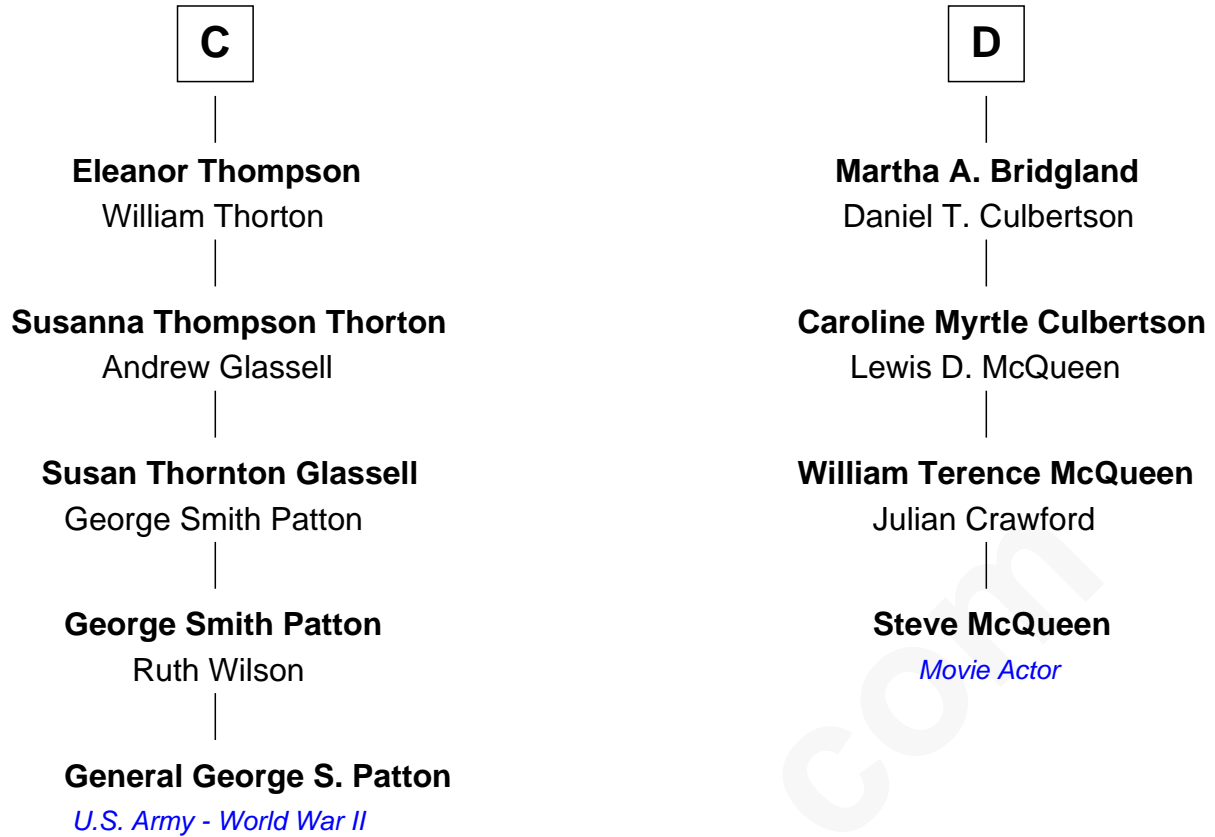 C
Eleanor Thompson
William Thorton
Susanna Thompson Thorton
Andrew Glassell
Susan Thornton Glassell
George Smith Patton
George Smith Patton
Ruth Wilson
General George S. Patton
U.S. Army - World War II
D
Martha A. Bridgland
Daniel T. Culbertson
Caroline Myrtle Culbertson
Lewis D. McQueen
William Terence McQueen
Julian Crawford
Steve McQueen
Movie Actor
com